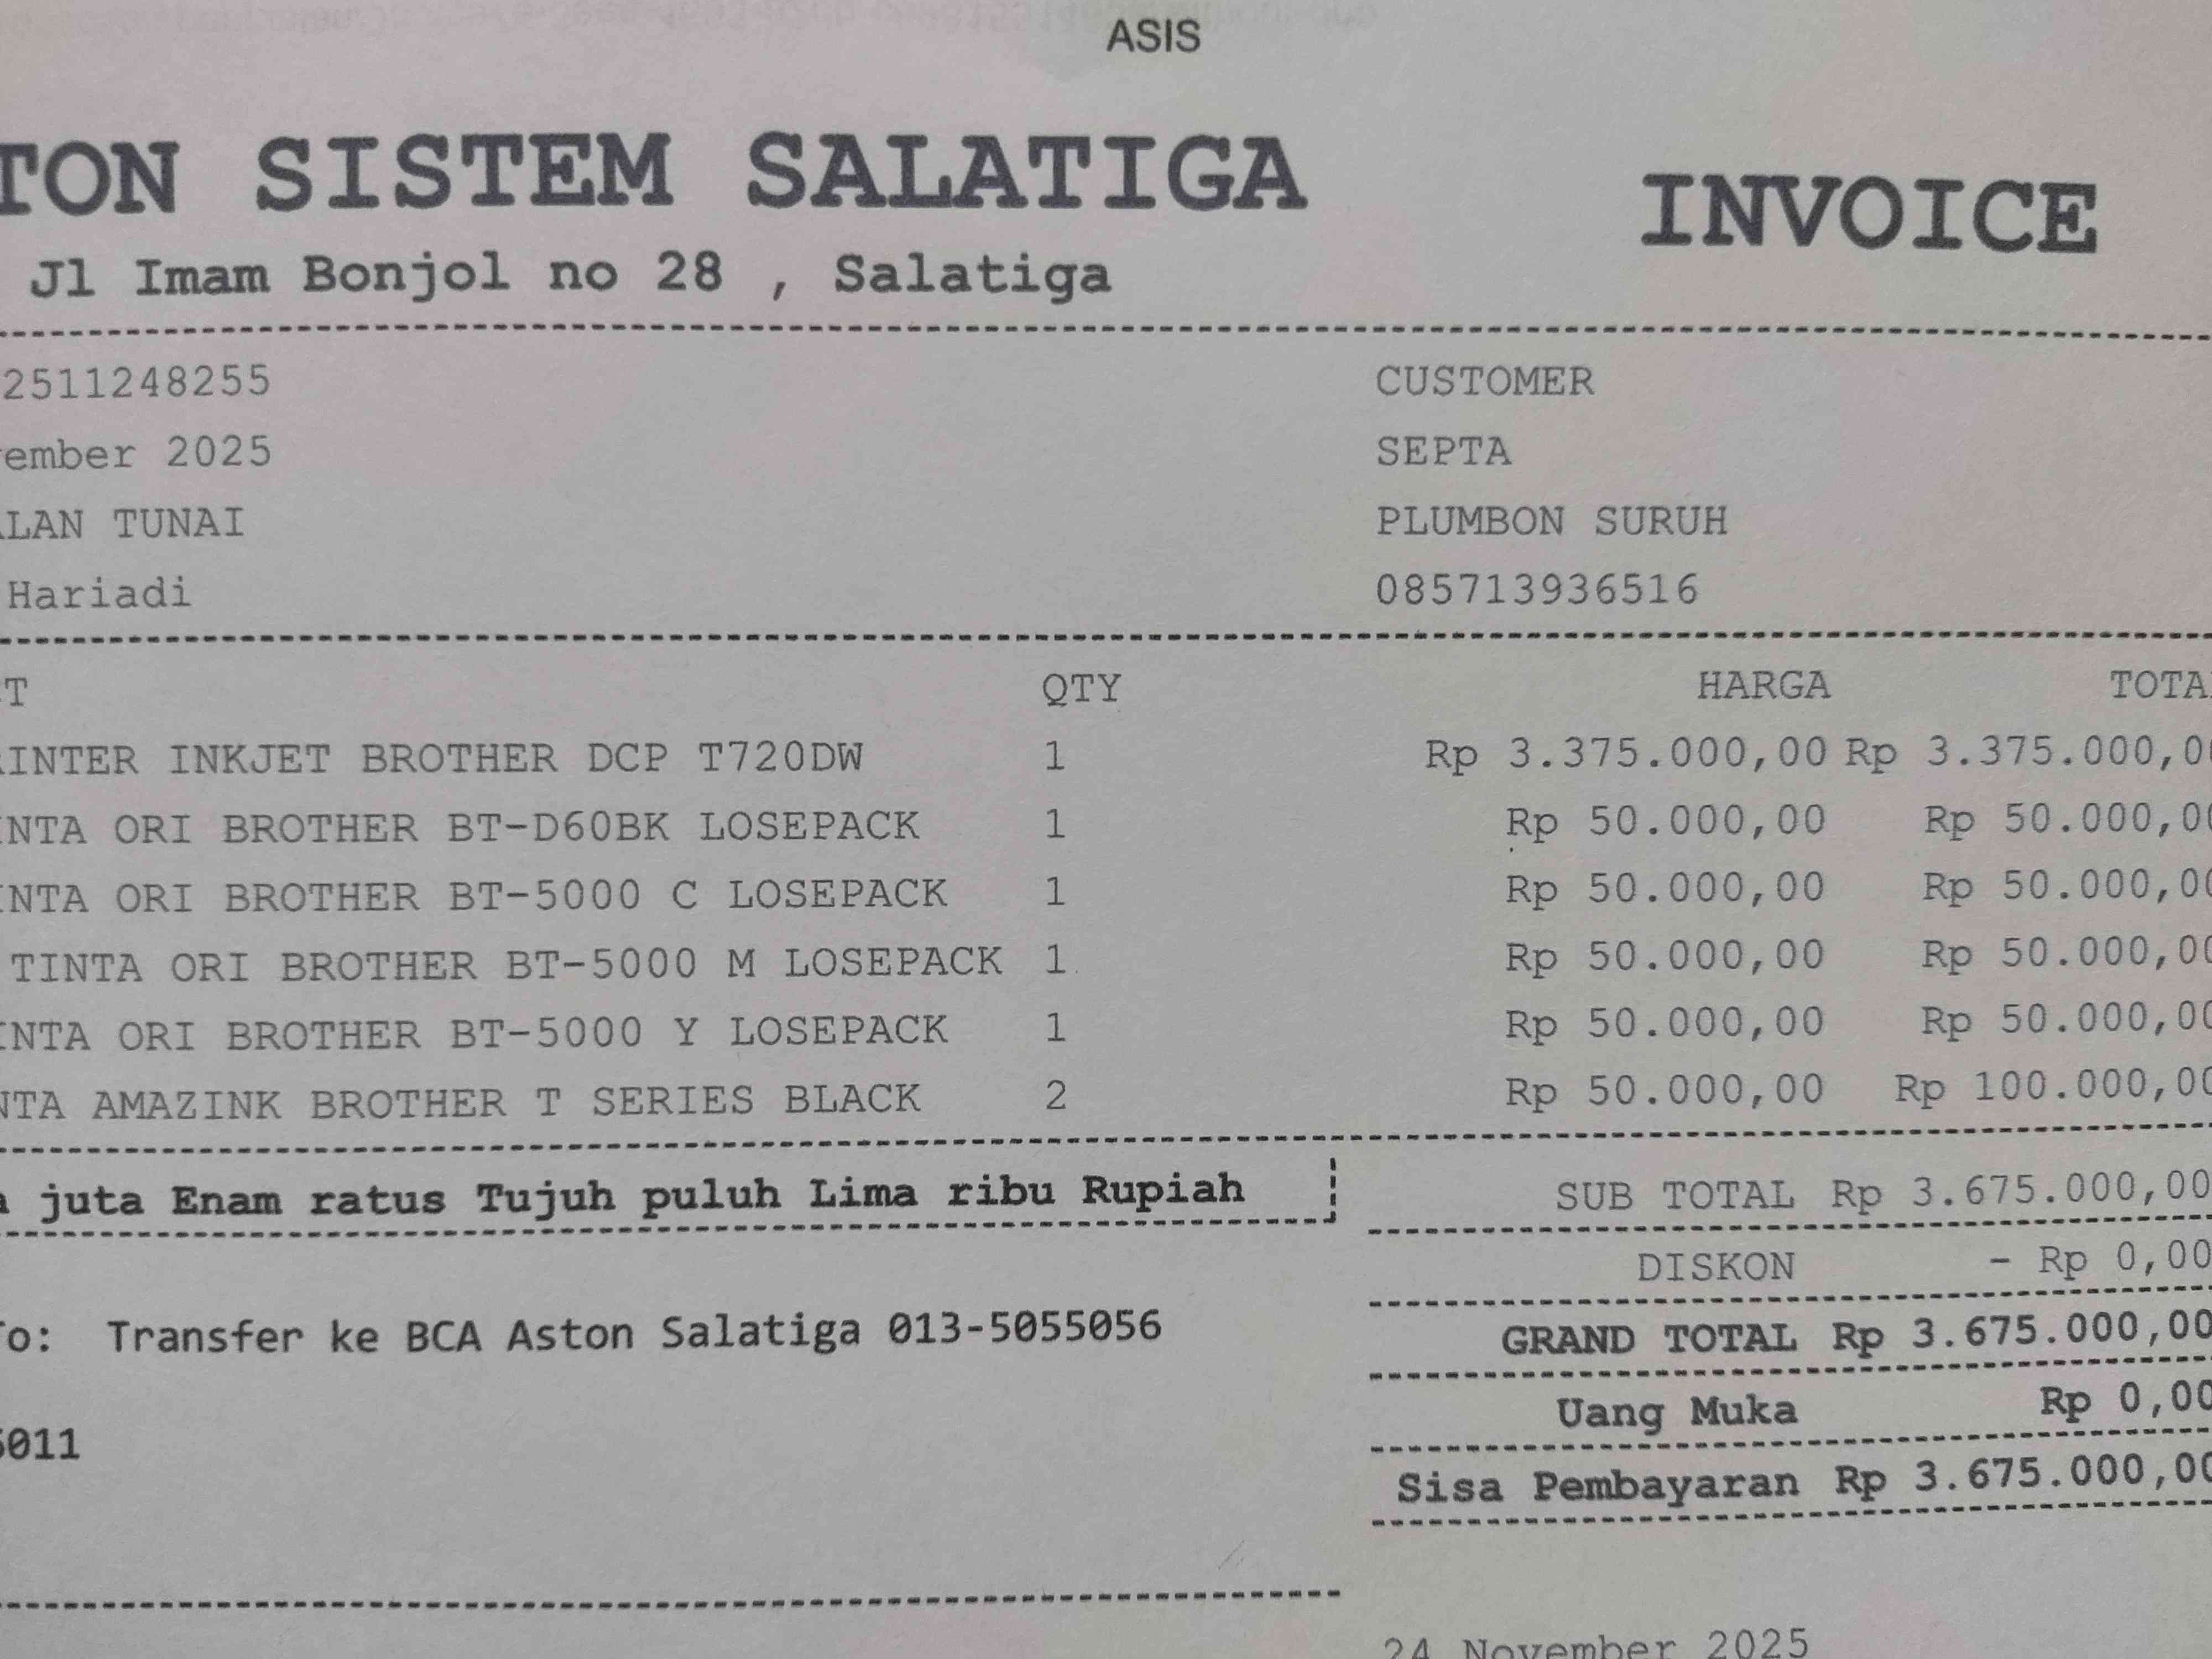 ASIS
TON SISTEM SALATIGA
INVOICE
Jl Imam Bonjol no 28 , Salatiga
2511248255
CUSTOMER
ember 2025
SEPTA
LAN TUNAI
PLUMBON SURUH
Hariadi
085713936516
T QTY HARGA TOTA
INTER INKJET BROTHER DCP T720DW 1 Rp 3.375.000,00 Rp 3.375.000,0
NTA ORI BROTHER BT-D60BK LOSEPACK 1 Rp 50.000,00 Rp 50.000,0
NTA ORI BROTHER BT-5000 C LOSEPACK 1 Rp 50.000,00 Rp 50.000,0
TINTA ORI BROTHER BT-5000 M LOSEPACK 1 Rp 50.000,00 Rp 50.000,0
INTA ORI BROTHER BT-5000 Y LOSEPACK 1 Rp 50.000,00 Rp 50.000,0
NTA AMAZINK BROTHER T SERIES BLACK 2 Rp 50.000,00 Rp 100.000,0
a juta Enam ratus Tujuh puluh Lima ribu Rupiah
SUB TOTAL Rp 3.675.000,00
DISKON - Rp 0,00
To: Transfer ke BCA Aston Salatiga 013-5055056
GRAND TOTAL Rp 3.675.000,00
Uang Muka Rp 0,00
5011
Sisa Pembayaran Rp 3.675.000,00
24 November 2025